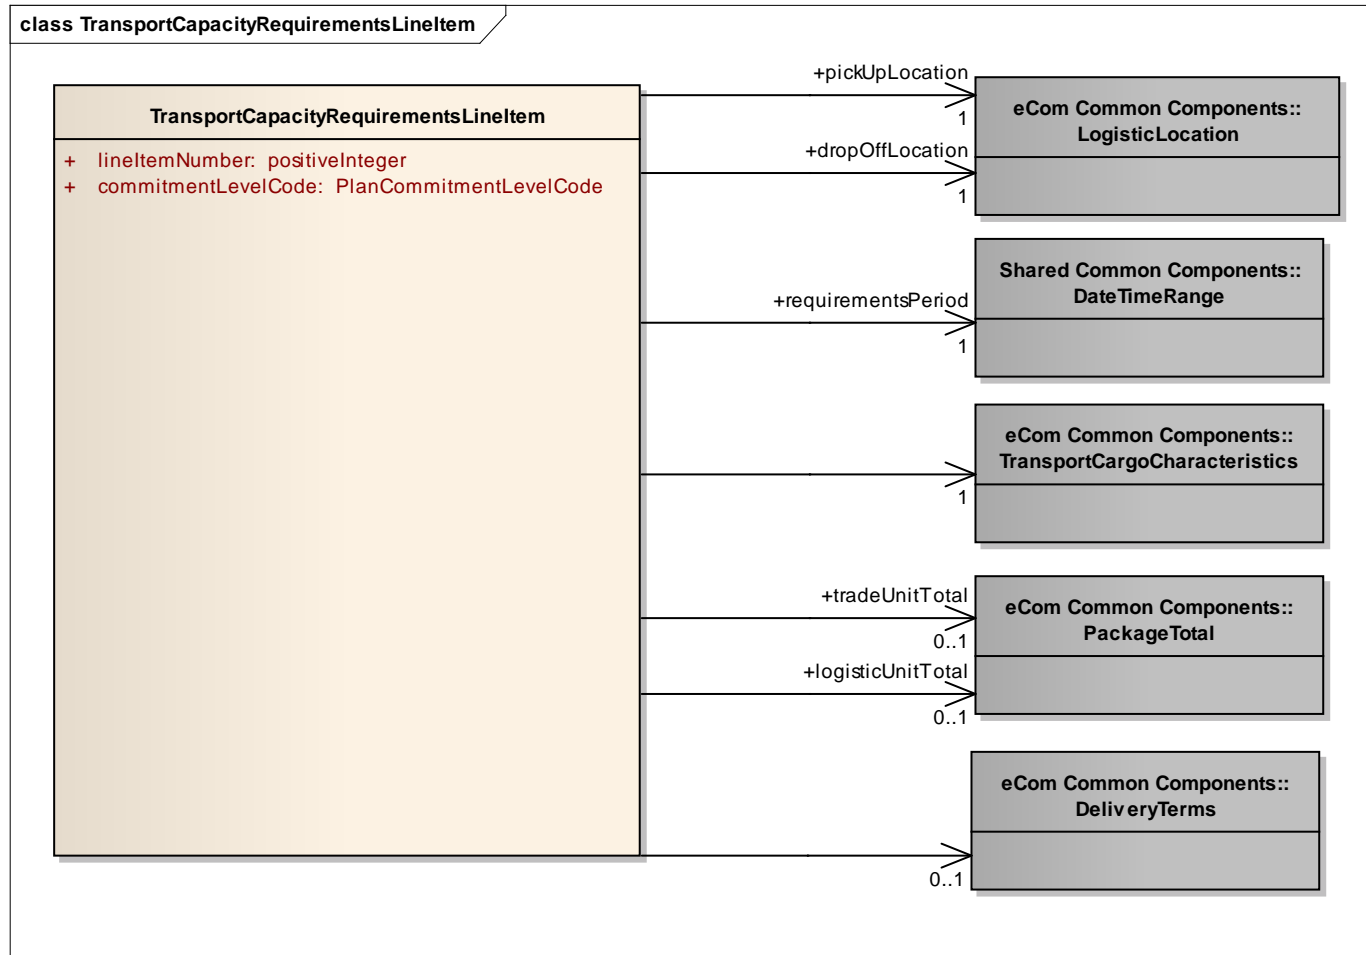 class TransportCapacityRequirementsLineItem
TransportCapacityRequirementsLineItem
+ lineItemNumber: positiveInteger
+ commitmentLevelCode: PlanCommitmentLevelCode
+pickUpLocation
1
+dropOffLocation
1
eCom Common Components::
LogisticLocation
+requirementsPeriod
1
Shared Common Components::
DateTimeRange
1
eCom Common Components::
TransportCargoCharacteristics
+tradeUnitTotal
0..1
+logisticUnitTotal
0..1
eCom Common Components::
PackageTotal
0..1
eCom Common Components::
DeliveryTerms